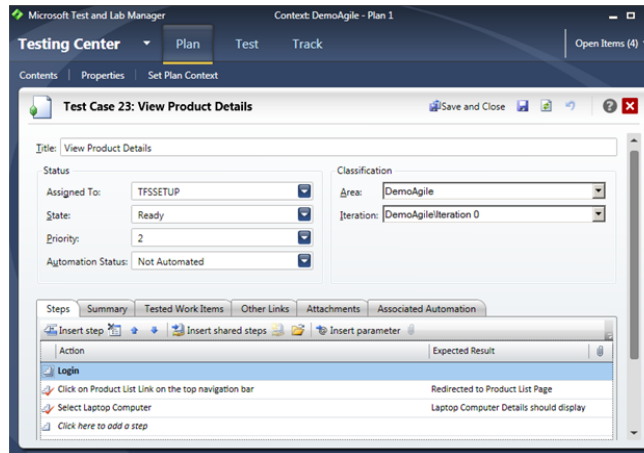 Microsoft Test and Lab Manager Context: DemoAgile - Plan 1
Testing Center Plan Test Track Open Items (4)
Contents Properties Set Plan Context
Test Case 23: View Product Details Save and Close
Title: View Product Details
Status Classification
Assigned To: TFSSETUP Area: DemoAgile
State: Ready Iteration: DemoAgile\Iteration 0
Priority: 2
Automation Status: Not Automated
Steps Summary Tested Work Items Other Links Attachments Associated Automation
Insert step Insert shared steps Insert parameter
Action Expected Result
Login
Click on Product List Link on the top navigation bar Redirected to Product List Page
Select Laptop Computer Laptop Computer Details should display
Click here to add a step